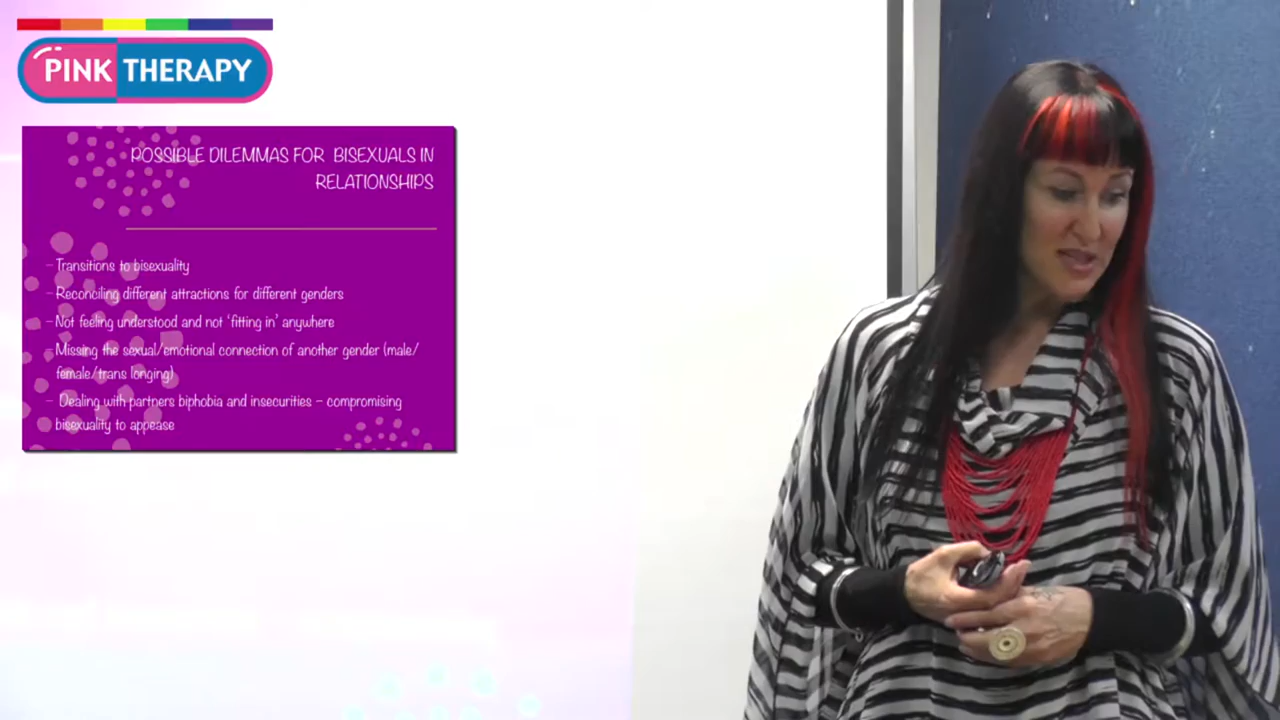 PINK THERAPY
POSSIBLE DILEMMAS FOR BISEXUALS IN
RELATIONSHIPS
– Transitions to bisexuality
– Reconciling different attractions for different genders
– Not feeling understood and not ‘fitting in’ anywhere
– Missing the sexual/emotional connection of another gender (male/
female/trans longing)
– Dealing with partners biphobia and insecurities – compromising
bisexuality to appease